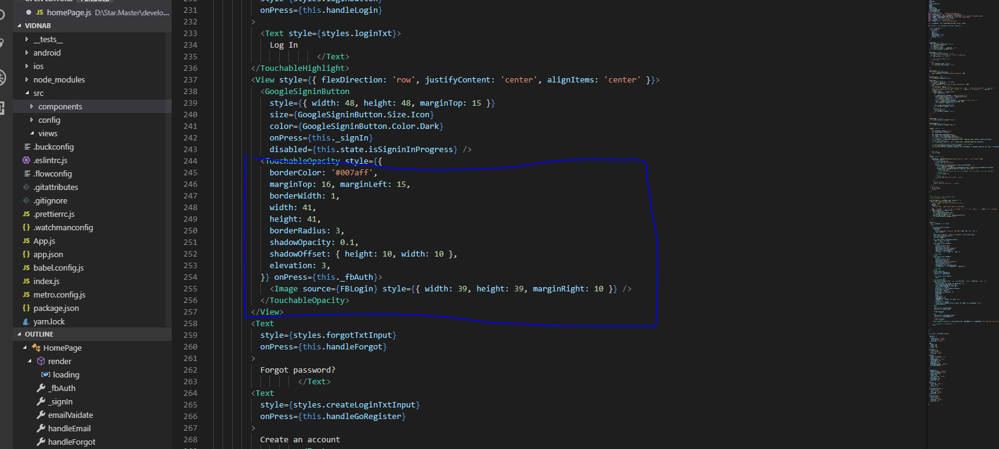 homePage.js D:\Star.Master\develo...
VIDNAB
__tests__
android
ios
node_modules
src
components
config
views
.buckconfig
.eslintrc.js
.flowconfig
.gitattributes
.gitignore
.prettierrc.js
.watchmanconfig
App.js
app.json
babel.config.js
index.js
metro.config.js
package.json
yarn.lock
OUTLINE
HomePage
render
loading
_fbAuth
_signIn
emailVaidate
handleEmail
handleForgot
231 onPress={this.handleLogin}
232 >
233 <Text style={styles.loginTxt}>
234 Log In
235 </Text>
236 </TouchableHighlight>
237 <View style={{ flexDirection: 'row', justifyContent: 'center', alignItems: 'center' }}>
238 <GoogleSigninButton
239 style={{ width: 48, height: 48, marginTop: 15 }}
240 size={GoogleSigninButton.Size.Icon}
241 color={GoogleSigninButton.Color.Dark}
242 onPress={this._signIn}
243 disabled={this.state.isSigninInProgress} />
244 <TouchableOpacity style={{
245 borderColor: '#007aff',
246 marginTop: 16, marginLeft: 15,
247 borderWidth: 1,
248 width: 41,
249 height: 41,
250 borderRadius: 3,
251 shadowOpacity: 0.1,
252 shadowOffset: { height: 10, width: 10 },
253 elevation: 3,
254 }} onPress={this._fbAuth}>
255 <Image source={FBLogin} style={{ width: 39, height: 39, marginRight: 10 }} />
256 </TouchableOpacity>
257 </View>
258 <Text
259 style={styles.forgotTxtInput}
260 onPress={this.handleForgot}
261 >
262 Forgot password?
263 </Text>
264 <Text
265 style={styles.createLoginTxtInput}
266 onPress={this.handleGoRegister}
267 >
268 Create an account